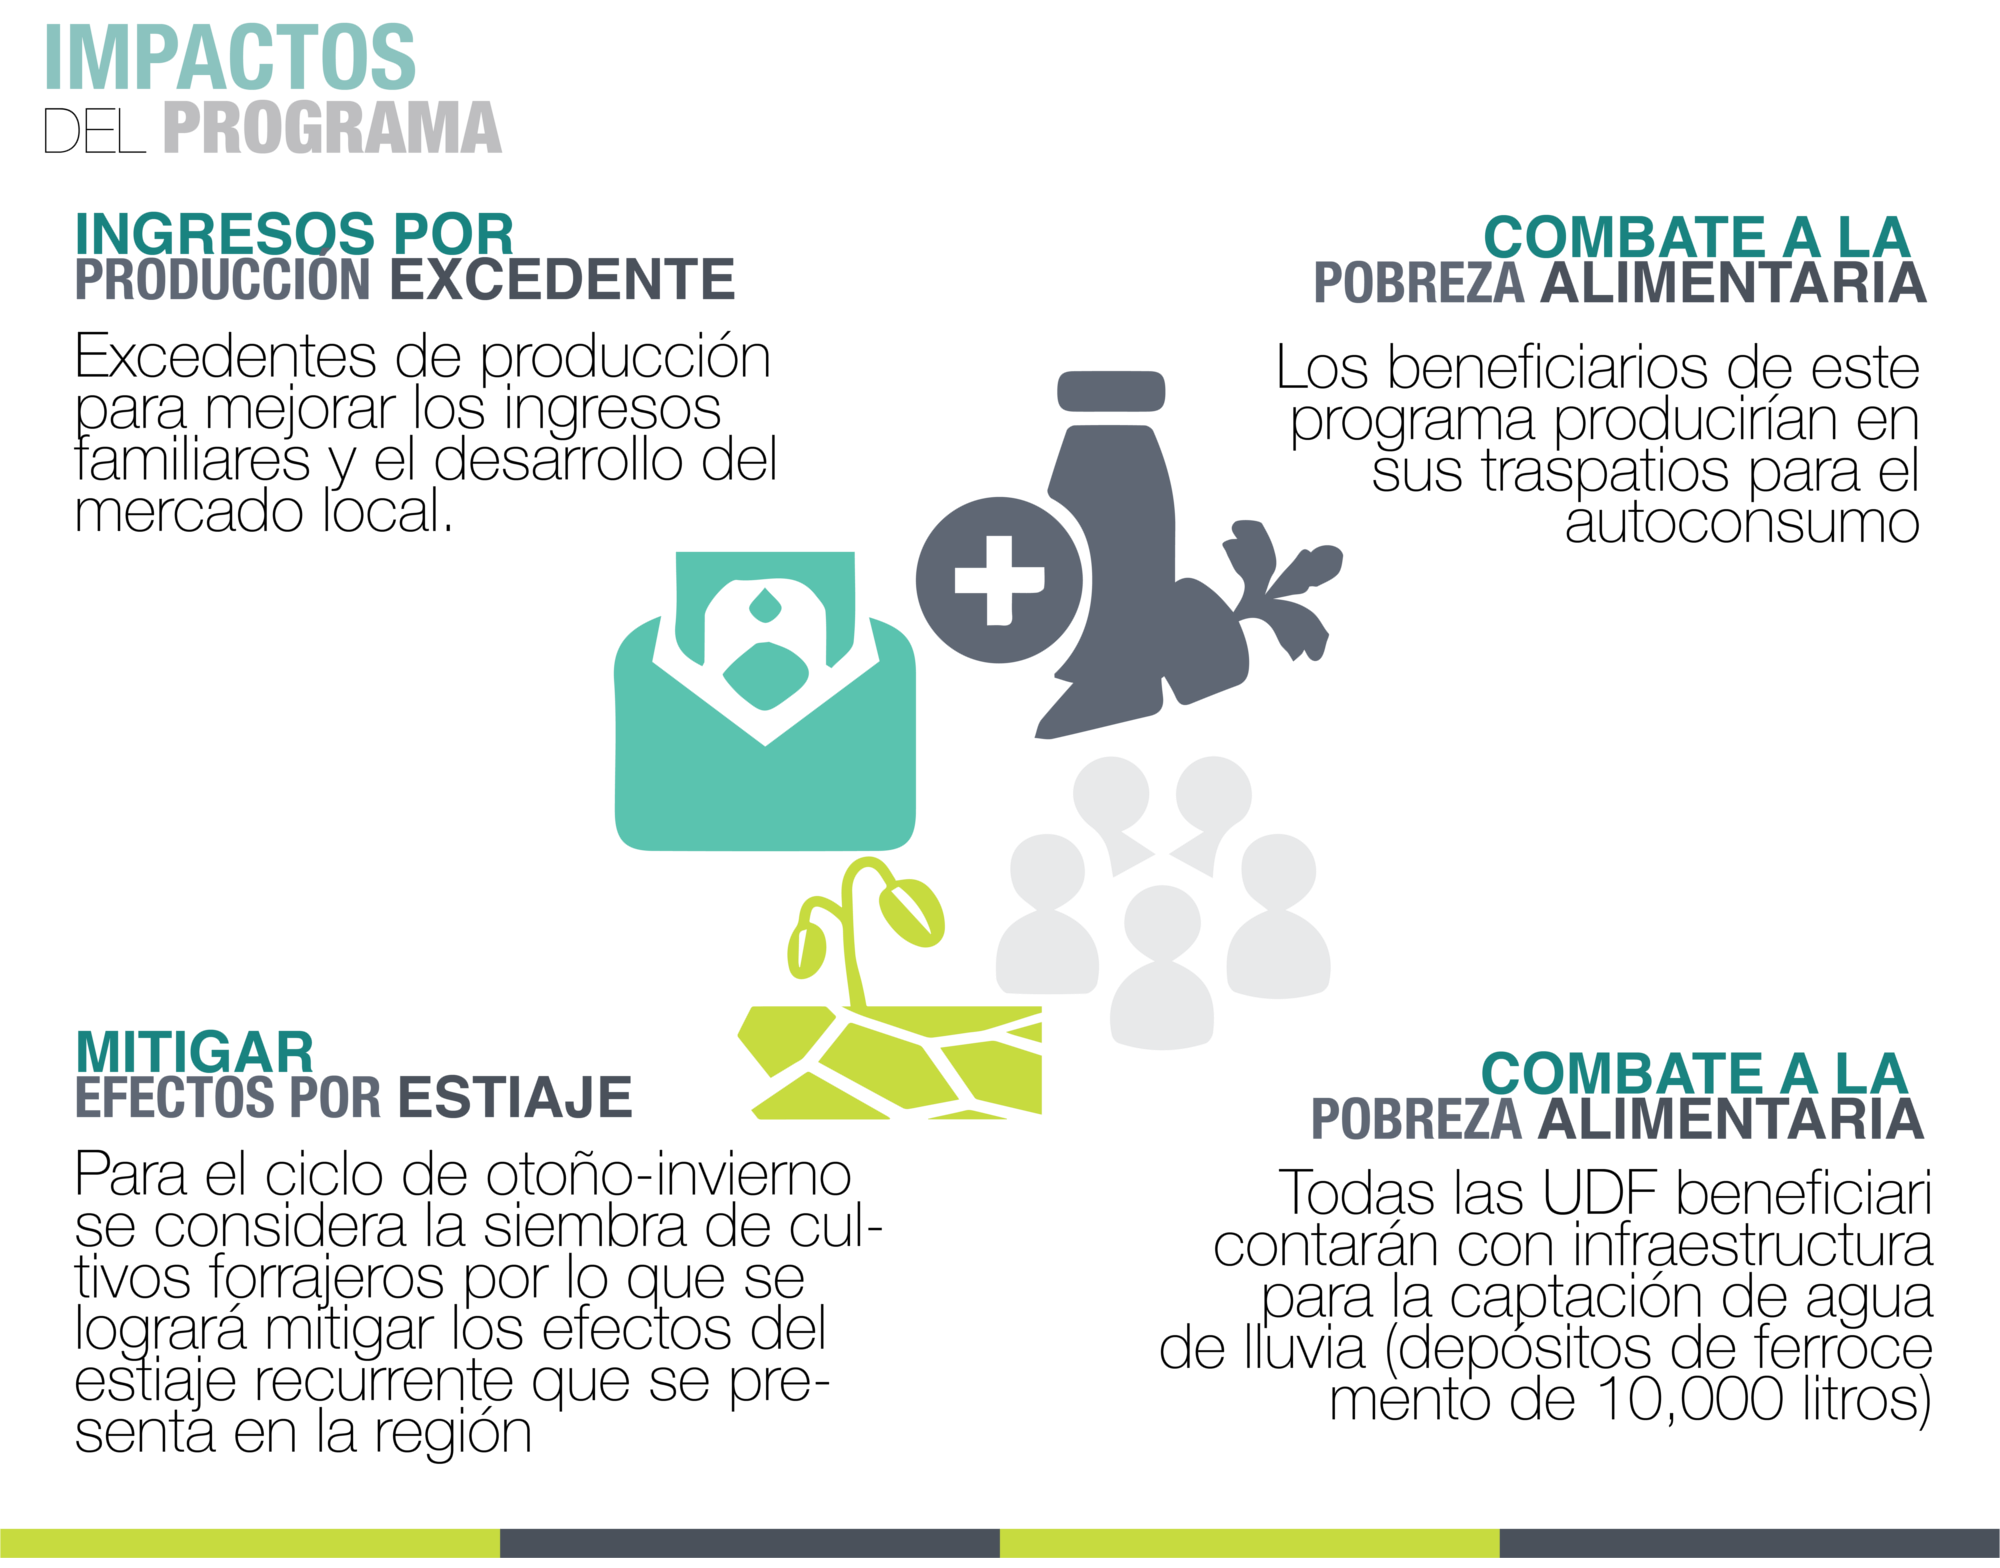 IMPACTOS
DEL PROGRAMA
INGRESOS POR
PRODUCCIÓN EXCEDENTE
Excedentes de producción
para mejorar los ingresos
familiares y el desarrollo del
mercado local.
COMBATE A LA
POBREZA ALIMENTARIA
Los beneficiarios de este
programa producirían en
sus traspatios para el
autoconsumo
MITIGAR
EFECTOS POR ESTIAJE
Para el ciclo de otoño-invierno
se considera la siembra de cul-
tivos forrajeros por lo que se
logrará mitigar los efectos del
estiaje recurrente que se pre-
senta en la región
COMBATE A LA
POBREZA ALIMENTARIA
Todas las UDF beneficiari
contarán con infraestructura
para la captación de agua
de lluvia (depósitos de ferroce
mento de 10,000 litros)